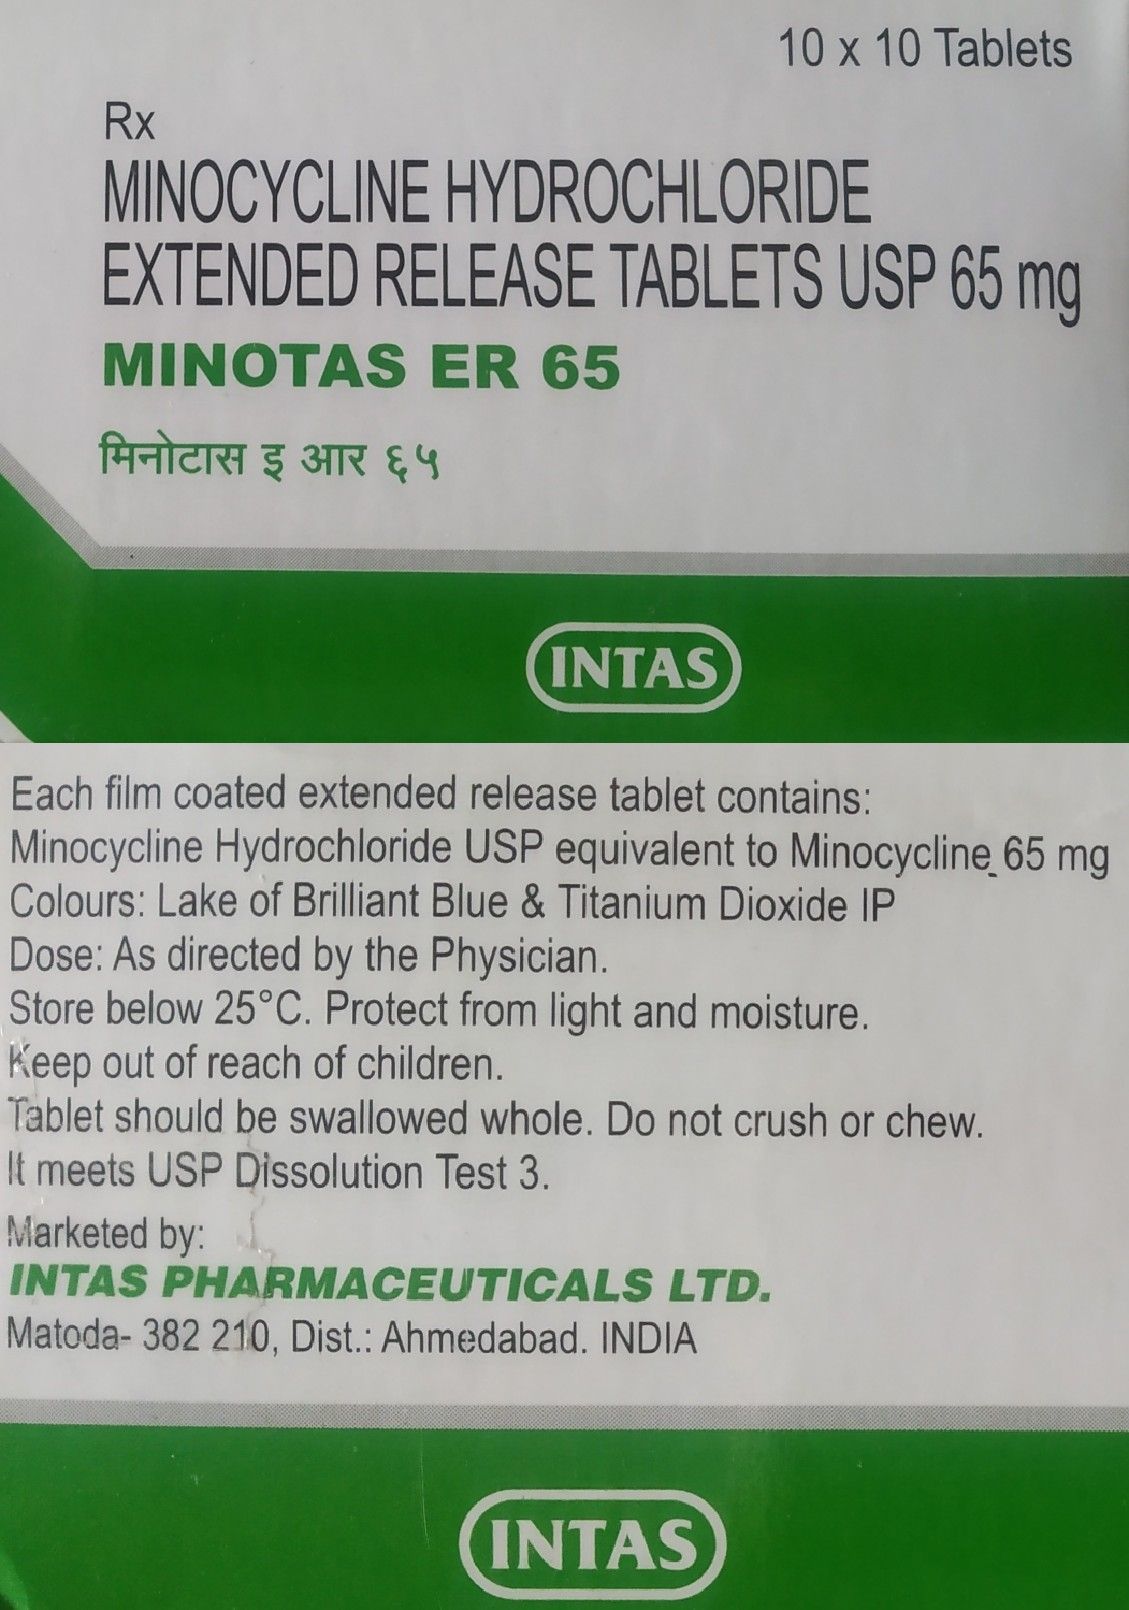 10 x 10 Tablets
Rx
MINOCYCLINE HYDROCHLORIDE
EXTENDED RELEASE TABLETS USP 65 mg
MINOTAS ER 65
मिनोटास इ आर ६५
INTAS
Each film coated extended release tablet contains:
Minocycline Hydrochloride USP equivalent to Minocycline 65 mg
Colours: Lake of Brilliant Blue & Titanium Dioxide IP
Dose: As directed by the Physician.
Store below 25°C. Protect from light and moisture.
Keep out of reach of children.
Tablet should be swallowed whole. Do not crush or chew.
It meets USP Dissolution Test 3.
Marketed by:
INTAS PHARMACEUTICALS LTD.
Matoda- 382 210, Dist.: Ahmedabad. INDIA
INTAS